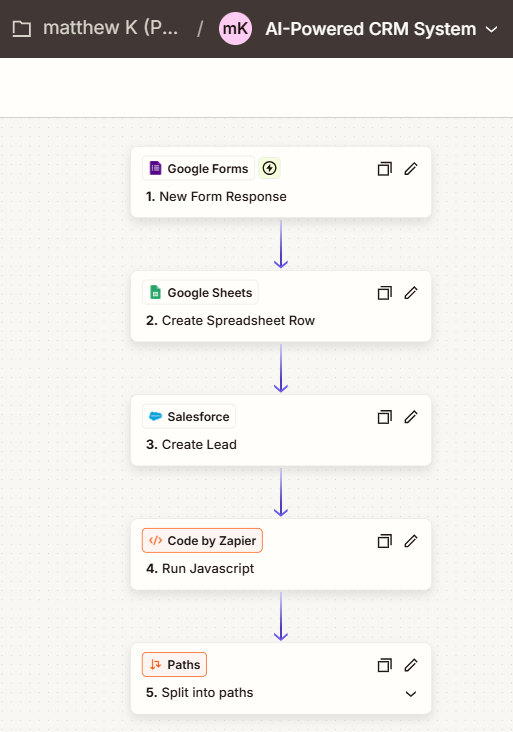 matthew K (P... / mK AI-Powered CRM System
Google Forms
1. New Form Response
Google Sheets
2. Create Spreadsheet Row
Salesforce
3. Create Lead
</> Code by Zapier
4. Run Javascript
Paths
5. Split into paths